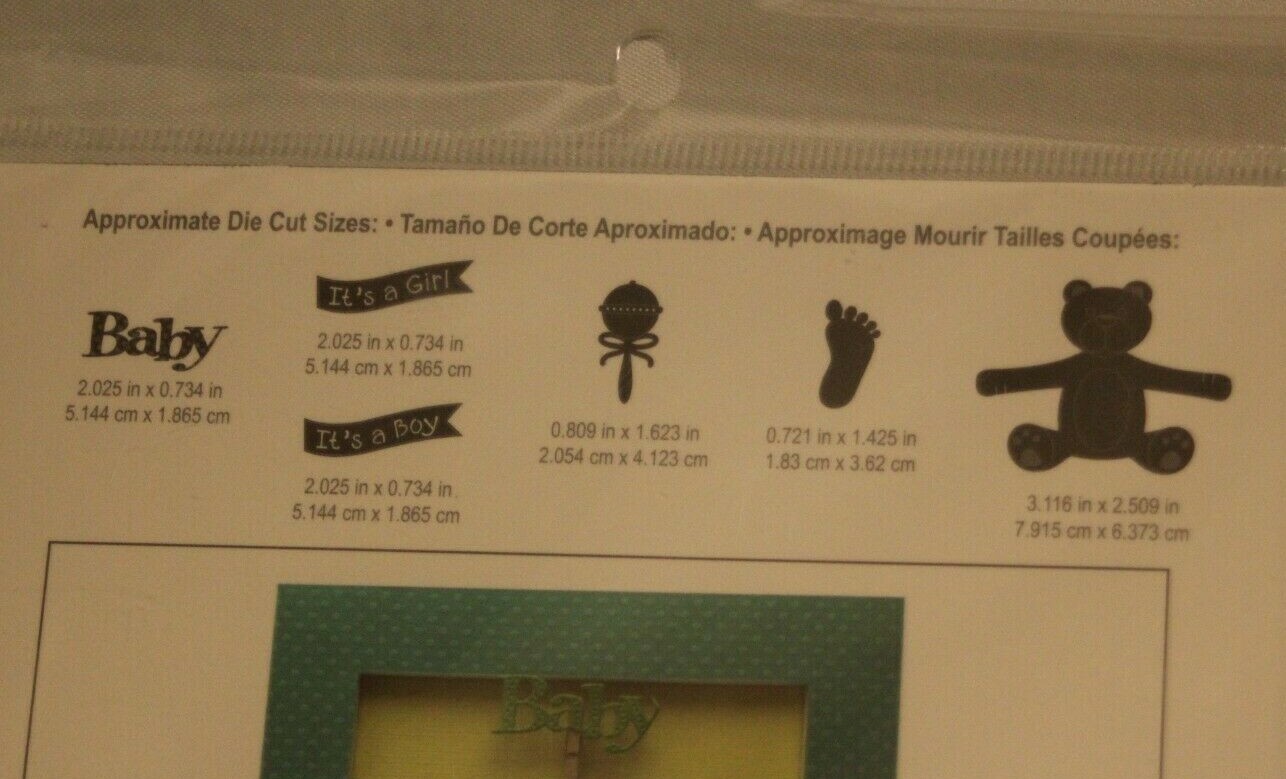 Approximate Die Cut Sizes: • Tamaño De Corte Aproximado: • Approximage Mourir Tailles Coupées:
Baby
2.025 in x 0.734 in
5.144 cm x 1.865 cm
It's a Girl
2.025 in x 0.734 in
5.144 cm x 1.865 cm
It's a Boy
2.025 in x 0.734 in
5.144 cm x 1.865 cm
0.809 in x 1.623 in
2.054 cm x 4.123 cm
0.721 in x 1.425 in
1.83 cm x 3.62 cm
3.116 in x 2.509 in
7.915 cm x 6.373 cm
Baby